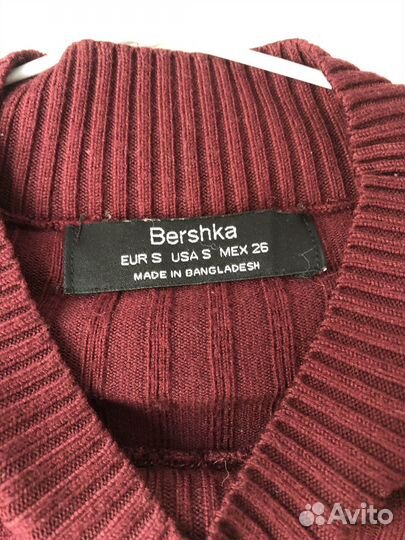 Bershka
EUR S USA S MEX 26
MADE IN BANGLADESH
Avito